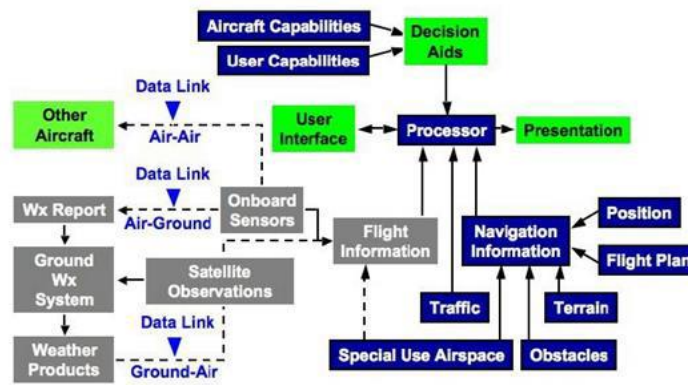 Aircraft Capabilities
User Capabilities
Decision
Aids
Data Link
Other
Aircraft
Air-Air
User
Interface
Processor
Presentation
Data Link
Wx Report
Air-Ground
Onboard
Sensors
Flight
Information
Navigation
Information
Position
Flight Plan
Ground
Wx
System
Satellite
Observations
Traffic
Terrain
Data Link
Weather
Products
Ground-Air
Special Use Airspace
Obstacles